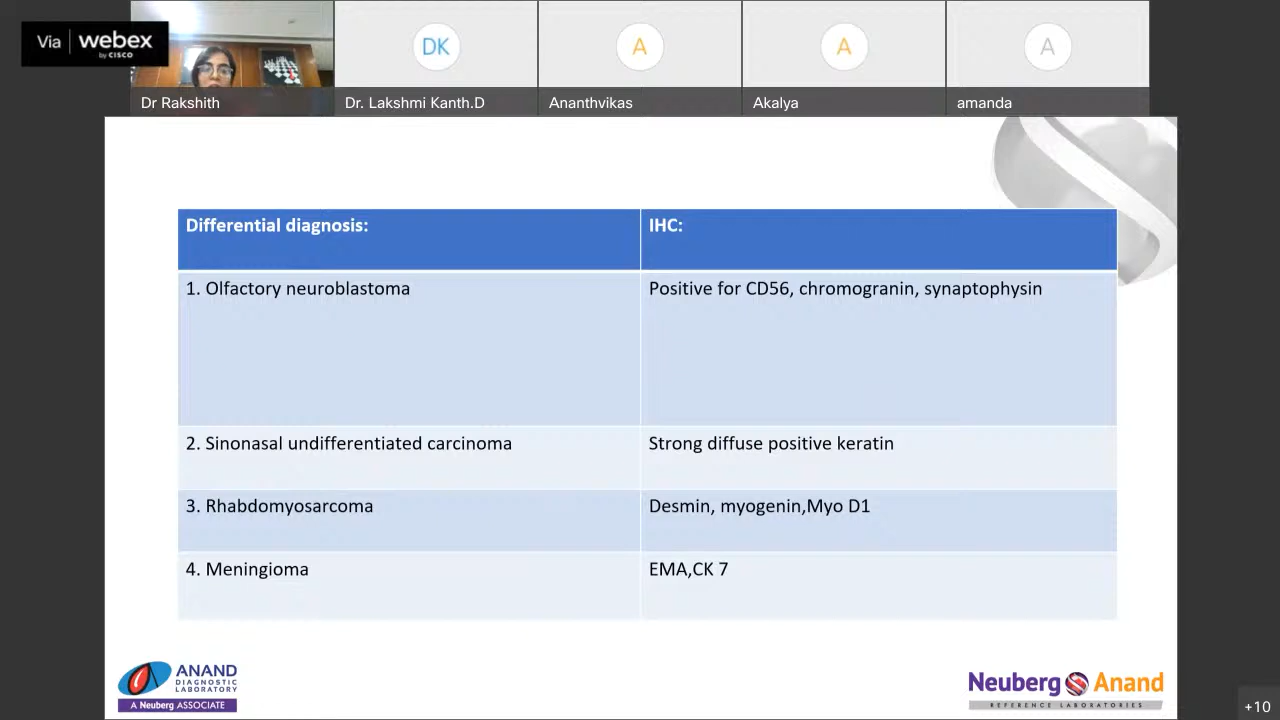 Via webex
by CISCO
DK
A
A
A
Dr Rakshith
Dr. Lakshmi Kanth.D
Ananthvikas
Akalya
amanda
Differential diagnosis:
IHC:
1. Olfactory neuroblastoma
Positive for CD56, chromogranin, synaptophysin
2. Sinonasal undifferentiated carcinoma
Strong diffuse positive keratin
3. Rhabdomyosarcoma
Desmin, myogenin,Myo D1
4. Meningioma
EMA,CK 7
ANAND
DIAGNOSTIC
LABORATORY
A Neuberg ASSOCIATE
Neuberg Anand
REFERENCE LABORATORIES
+10